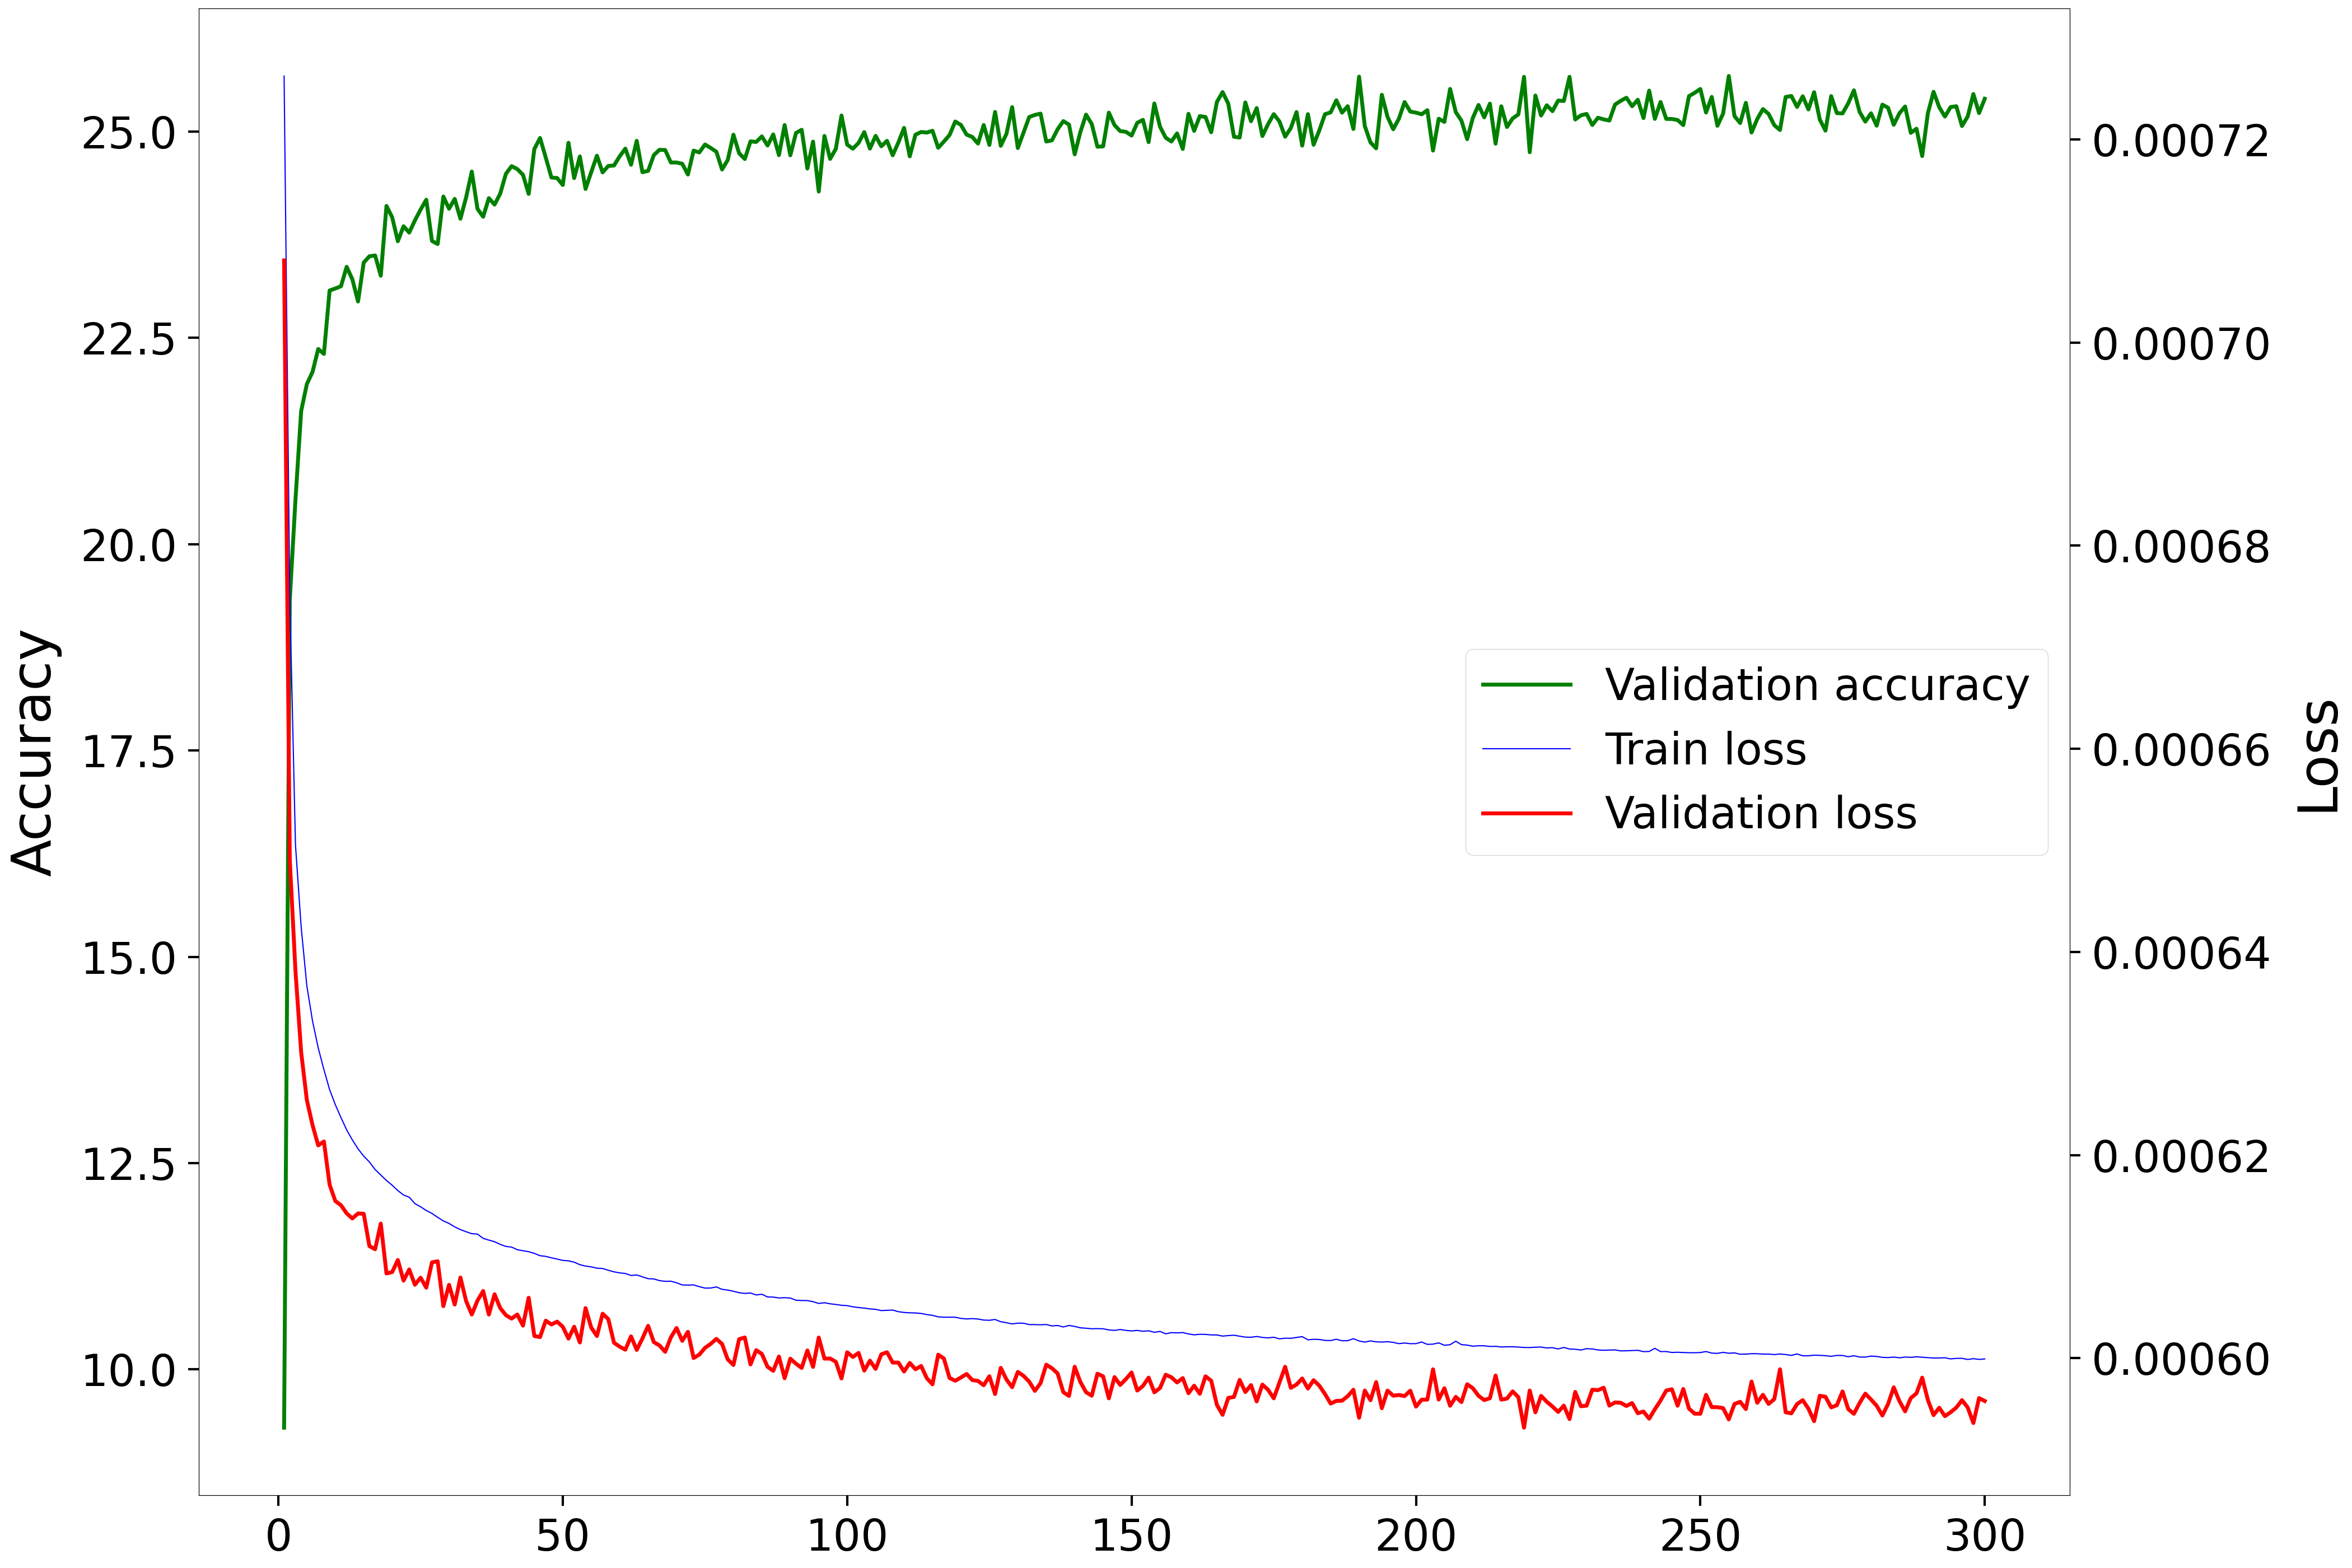 Accuracy
25.0
22.5
20.0
17.5
15.0
12.5
10.0
0 50 100 150 200 250 300
Validation accuracy
Train loss
Validation loss
0.00072
0.00070
0.00068
0.00066
0.00064
0.00062
0.00060
Loss